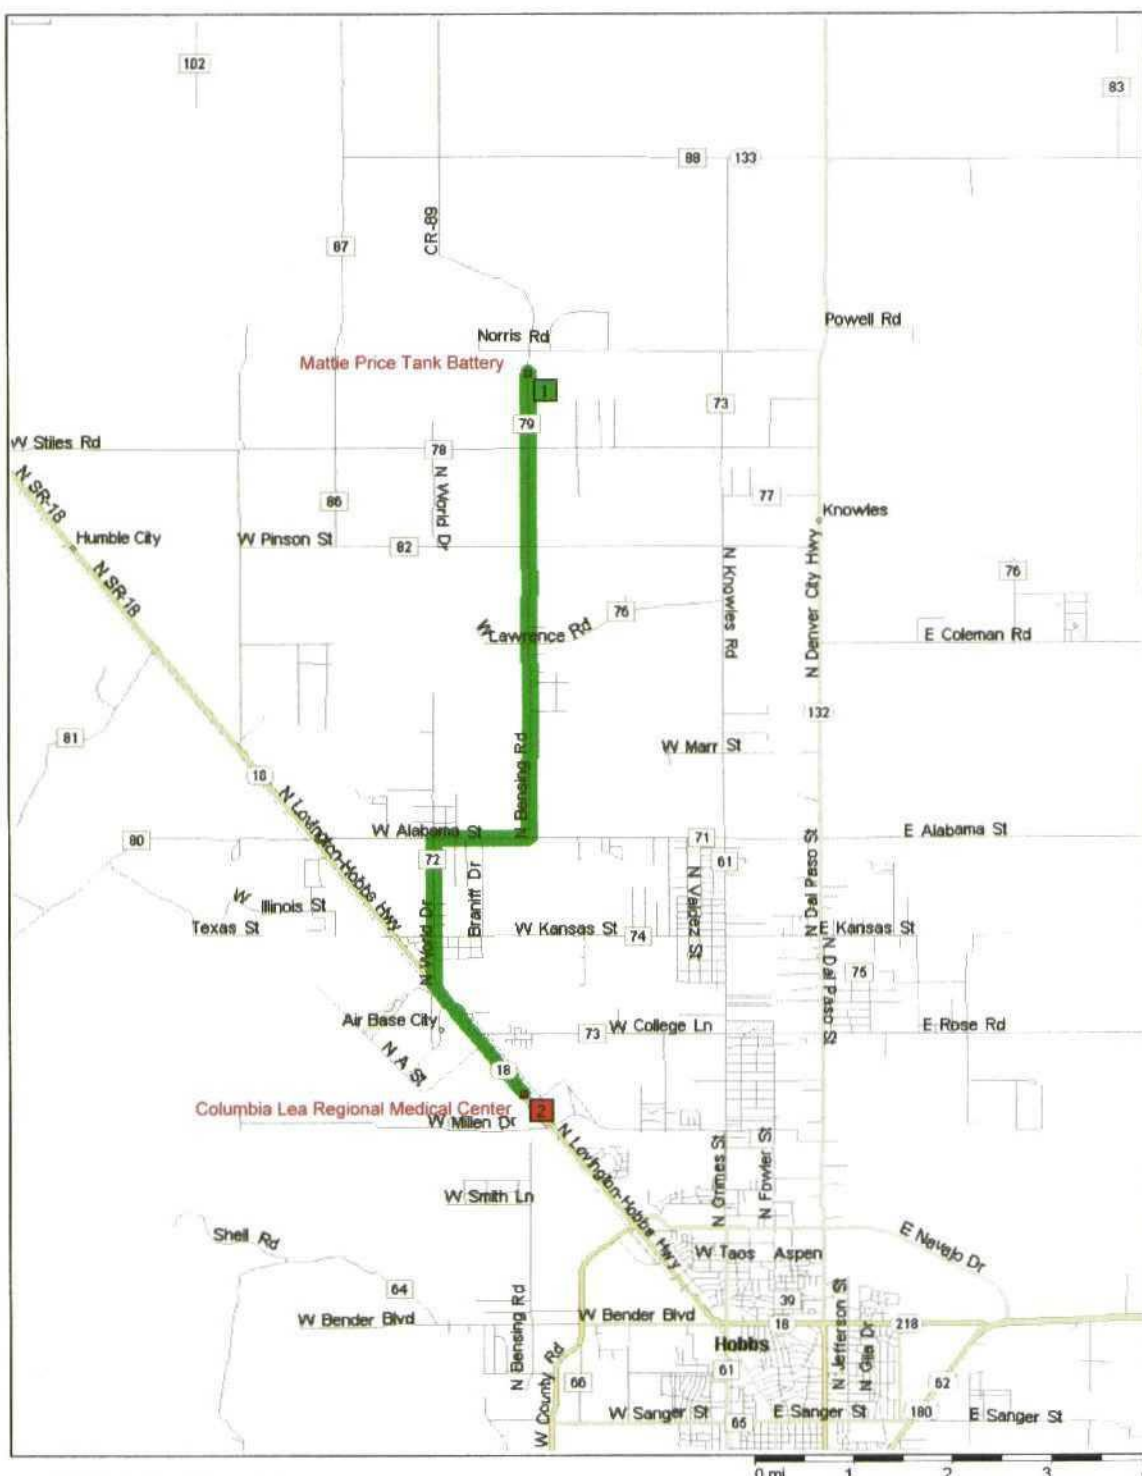 102
83
88
133
CR-89
87
Norris Rd
Powell Rd
Mattie Price Tank Battery
1
73
79
W Stiles Rd
78
N SR-18
N World Dr
86
77
Knowles
Humble City
W Pinson St
82
N SR-18
N Knowles Rd
N Denver City Hwy
76
76
W Lawrence Rd
E Coleman Rd
132
81
W Marr St
18
N Bensing Rd
N Lovington-Hobbs Hwy
W Alabama St
80
71
E Alabama St
72
61
Braniff Dr
N Valdez St
N Dal Paso St
W Illinois St
Texas St
W Kansas St
74
E Kansas St
N World Dr
N Dal Paso St
75
Air Base City
73
W College Ln
E Rose Rd
N A St
18
Columbia Lea Regional Medical Center
2
W Millen Dr
N Lovington-Hobbs Hwy
N Grimes St
N Fowler St
W Smith Ln
Shell Rd
W Taos
Aspen
E Navajo Dr
64
39
W Bender Blvd
N Bensing Rd
W Bender Blvd
18
218
Hobbs
N Jefferson St
N Gila Dr
W County Rd
66
61
62
W Sanger St
65
E Sanger St
180
E Sanger St
0 mi
1
2
3